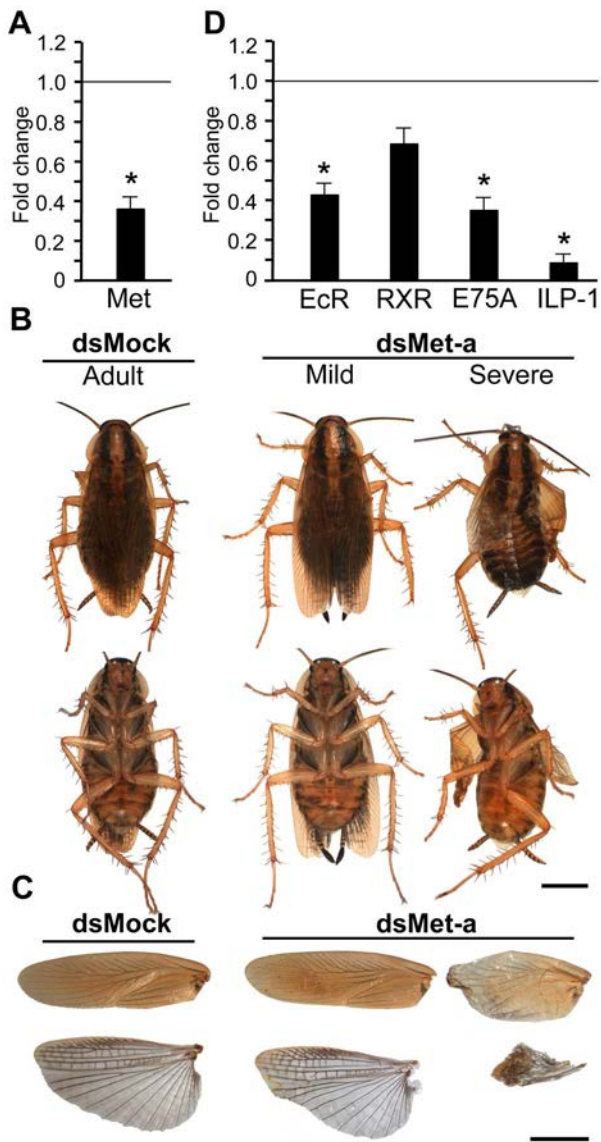 A
1.2
1.0
0.8
0.6
0.4
0.2
0
Fold change
*
Met
D
1.2
1.0
0.8
0.6
0.4
0.2
0
Fold change
* * *
EcR RXR E75A ILP-1
B
dsMock dsMet-a
Adult Mild Severe
C
dsMock dsMet-a